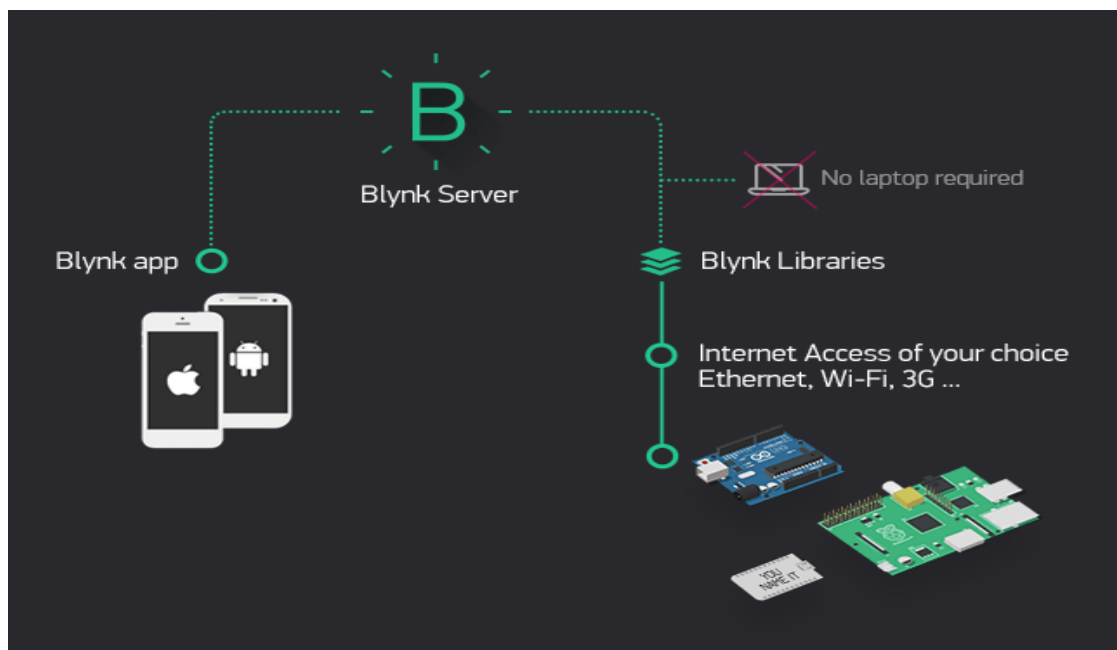 B
Blynk Server
No laptop required
Blynk app
Blynk Libraries
Internet Access of your choice
Ethernet, Wi-Fi, 3G ...
YOU
NAME IT